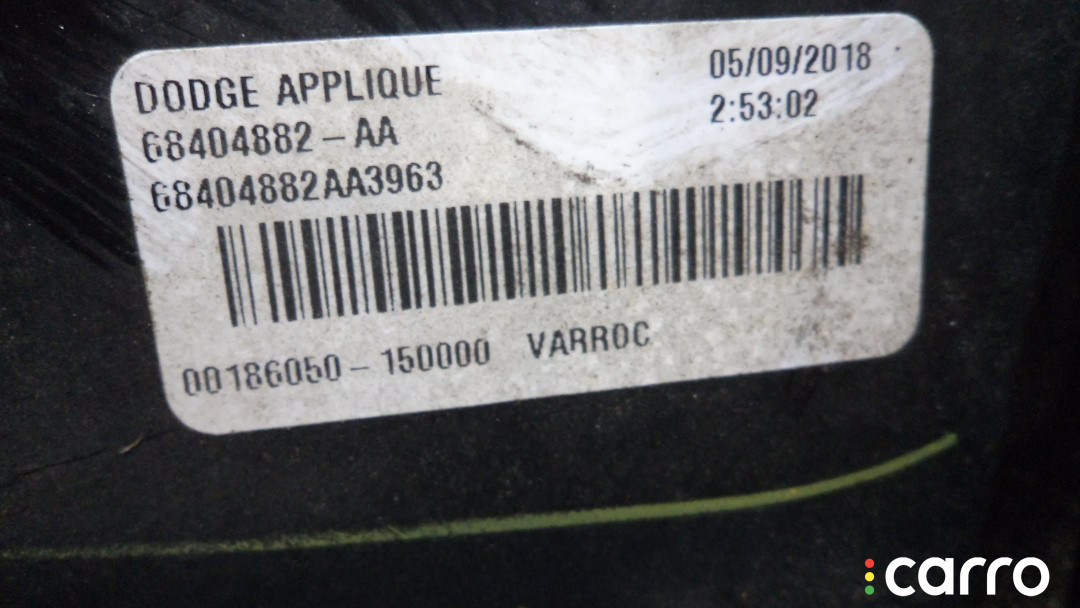 DODGE APPLIQUE
05/09/2018
68404882-AA
2:53:02
68404882AA3963
00186050-150000 VARROC
carro